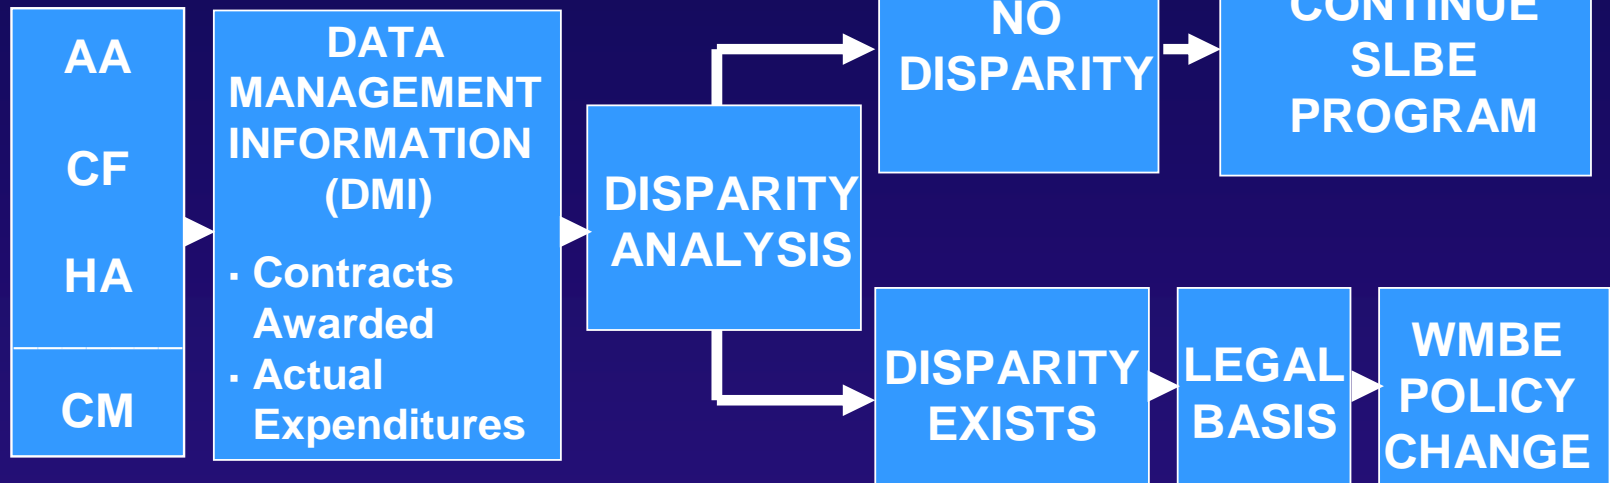 AA
CF
HA
CM
DATA
MANAGEMENT
INFORMATION
(DMI)
▪ Contracts
Awarded
▪ Actual
Expenditures
DISPARITY
ANALYSIS
NO
DISPARITY
CONTINUE
SLBE
PROGRAM
DISPARITY
EXISTS
LEGAL
BASIS
WMBE
POLICY
CHANGE